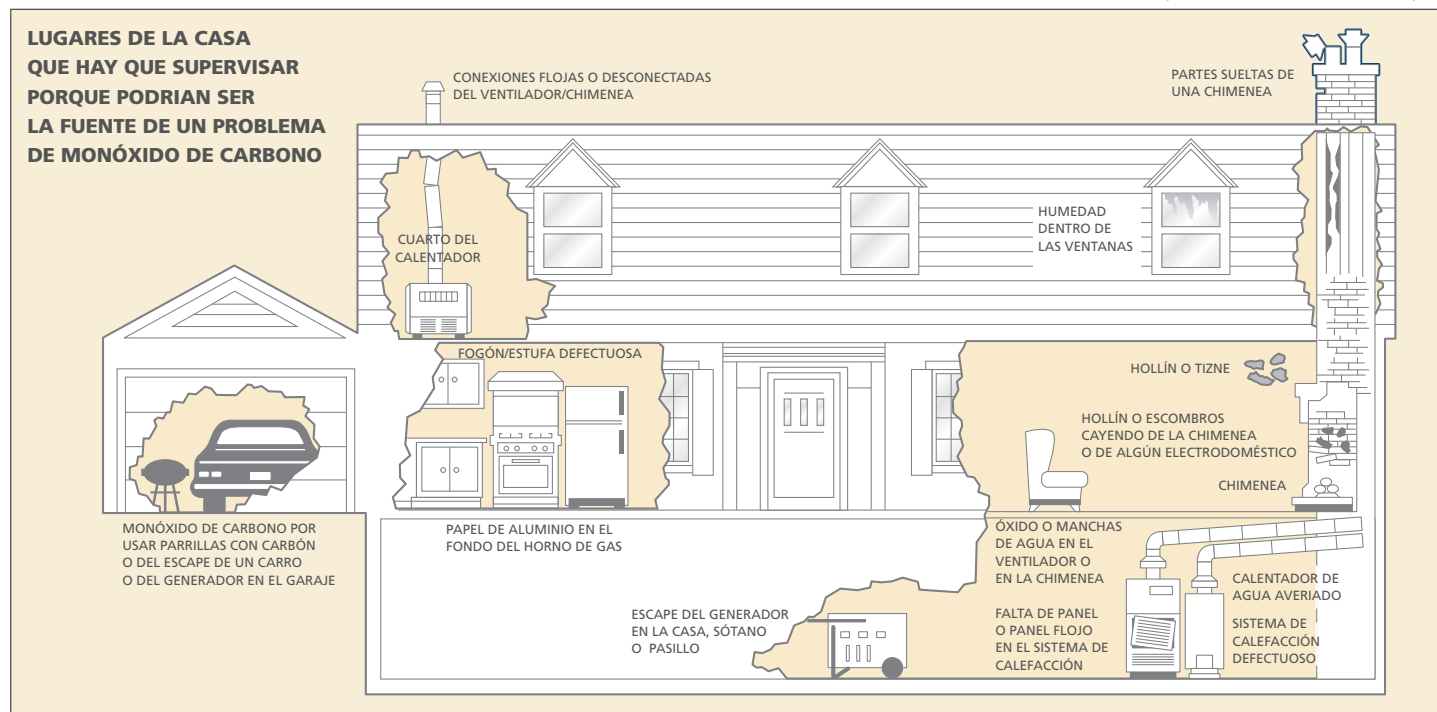 LUGARES DE LA CASA
QUE HAY QUE SUPERVISAR
PORQUE PODRIAN SER
LA FUENTE DE UN PROBLEMA
DE MONÓXIDO DE CARBONO
CONEXIONES FLOJAS O DESCONECTADAS
DEL VENTILADOR/CHIMENEA
PARTES SUELTAS DE
UNA CHIMENEA
CUARTO DEL
CALENTADOR
HUMEDAD
DENTRO DE
LAS VENTANAS
FOGÓN/ESTUFA DEFECTUOSA
HOLLÍN O TIZNE
HOLLÍN O ESCOMBROS
CAYENDO DE LA CHIMENEA
O DE ALGÚN ELECTRODOMÉSTICO
CHIMENEA
MONÓXIDO DE CARBONO POR
USAR PARRILLAS CON CARBÓN
O DEL ESCAPE DE UN CARRO
O DEL GENERADOR EN EL GARAJE
PAPEL DE ALUMINIO EN EL
FONDO DEL HORNO DE GAS
ÓXIDO O MANCHAS
DE AGUA EN EL
VENTILADOR O
EN LA CHIMENEA
CALENTADOR DE
AGUA AVERIADO
ESCAPE DEL GENERADOR
EN LA CASA, SÓTANO
O PASILLO
FALTA DE PANEL
O PANEL FLOJO
EN EL SISTEMA DE
CALEFACCIÓN
SISTEMA DE
CALEFACCIÓN
DEFECTUOSO